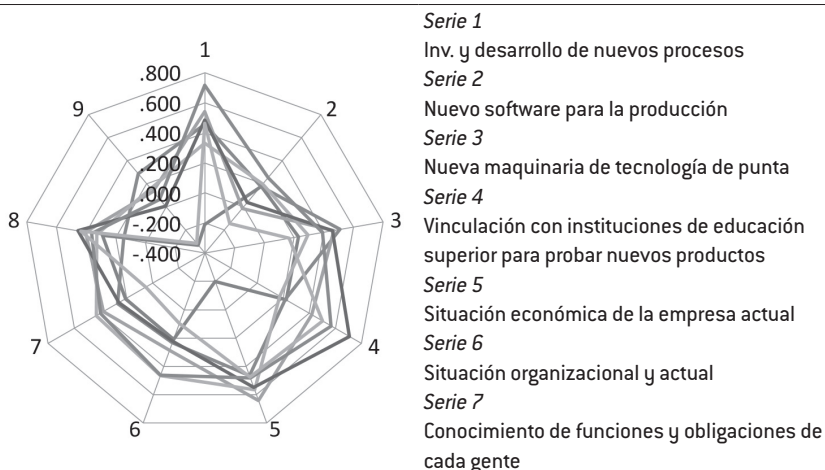 1
.800
.600
.400
.200
.000
-.200
-.400
2
3
4
5
6
7
8
9
Serie 1
Inv. y desarrollo de nuevos procesos
Serie 2
Nuevo software para la producción
Serie 3
Nueva maquinaria de tecnología de punta
Serie 4
Vinculación con instituciones de educación
superior para probar nuevos productos
Serie 5
Situación económica de la empresa actual
Serie 6
Situación organizacional y actual
Serie 7
Conocimiento de funciones y obligaciones de
cada gente